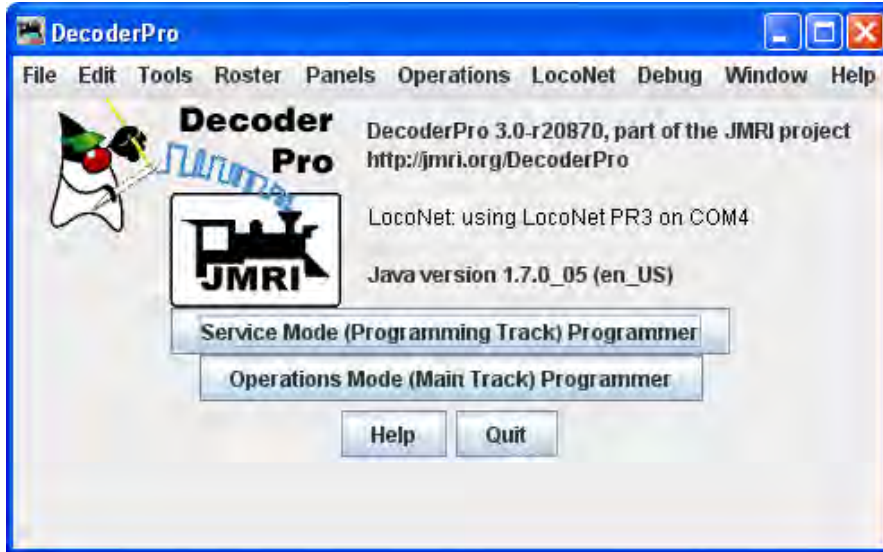 DecoderPro
File Edit Tools Roster Panels Operations LocoNet Debug Window Help
Decoder
Pro
DecoderPro 3.0-r20870, part of the JMRI project
http://jmri.org/DecoderPro
LocoNet: using LocoNet PR3 on COM4
JMRI
Java version 1.7.0_05 (en_US)
Service Mode (Programming Track) Programmer
Operations Mode (Main Track) Programmer
Help Quit